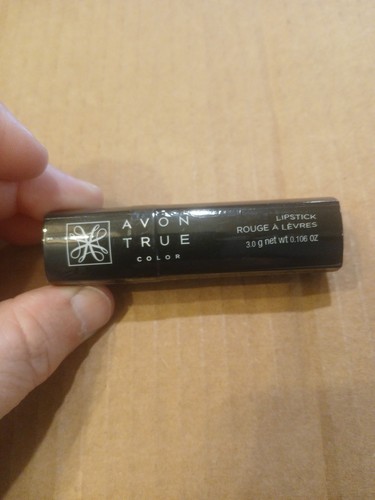 AVON
TRUE
COLOR
LIPSTICK
ROUGE À LÈVRES
3.0 g net wt 0.106 oz